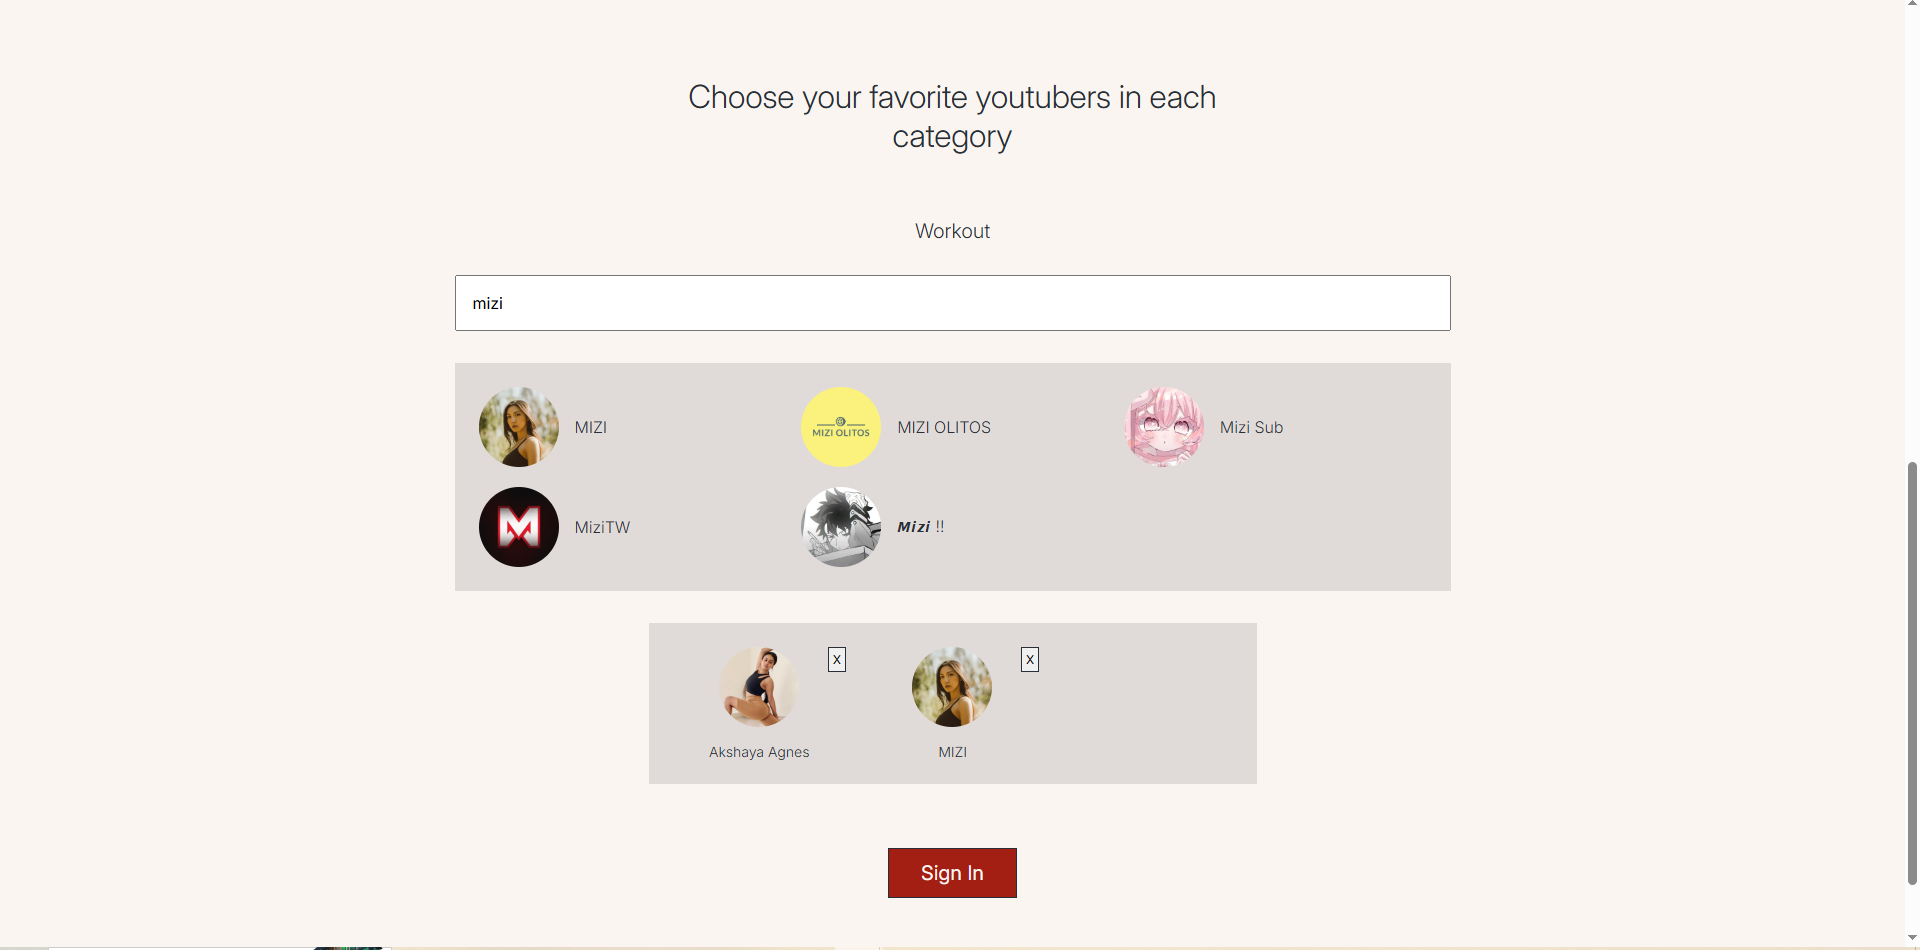 Choose your favorite youtubers in each
category
Workout
mizi
MIZI
MIZI OLITOS
MIZI OLITOS
Mizi Sub
MiziTW
Mizi !!
x
x
Akshaya Agnes
MIZI
Sign In